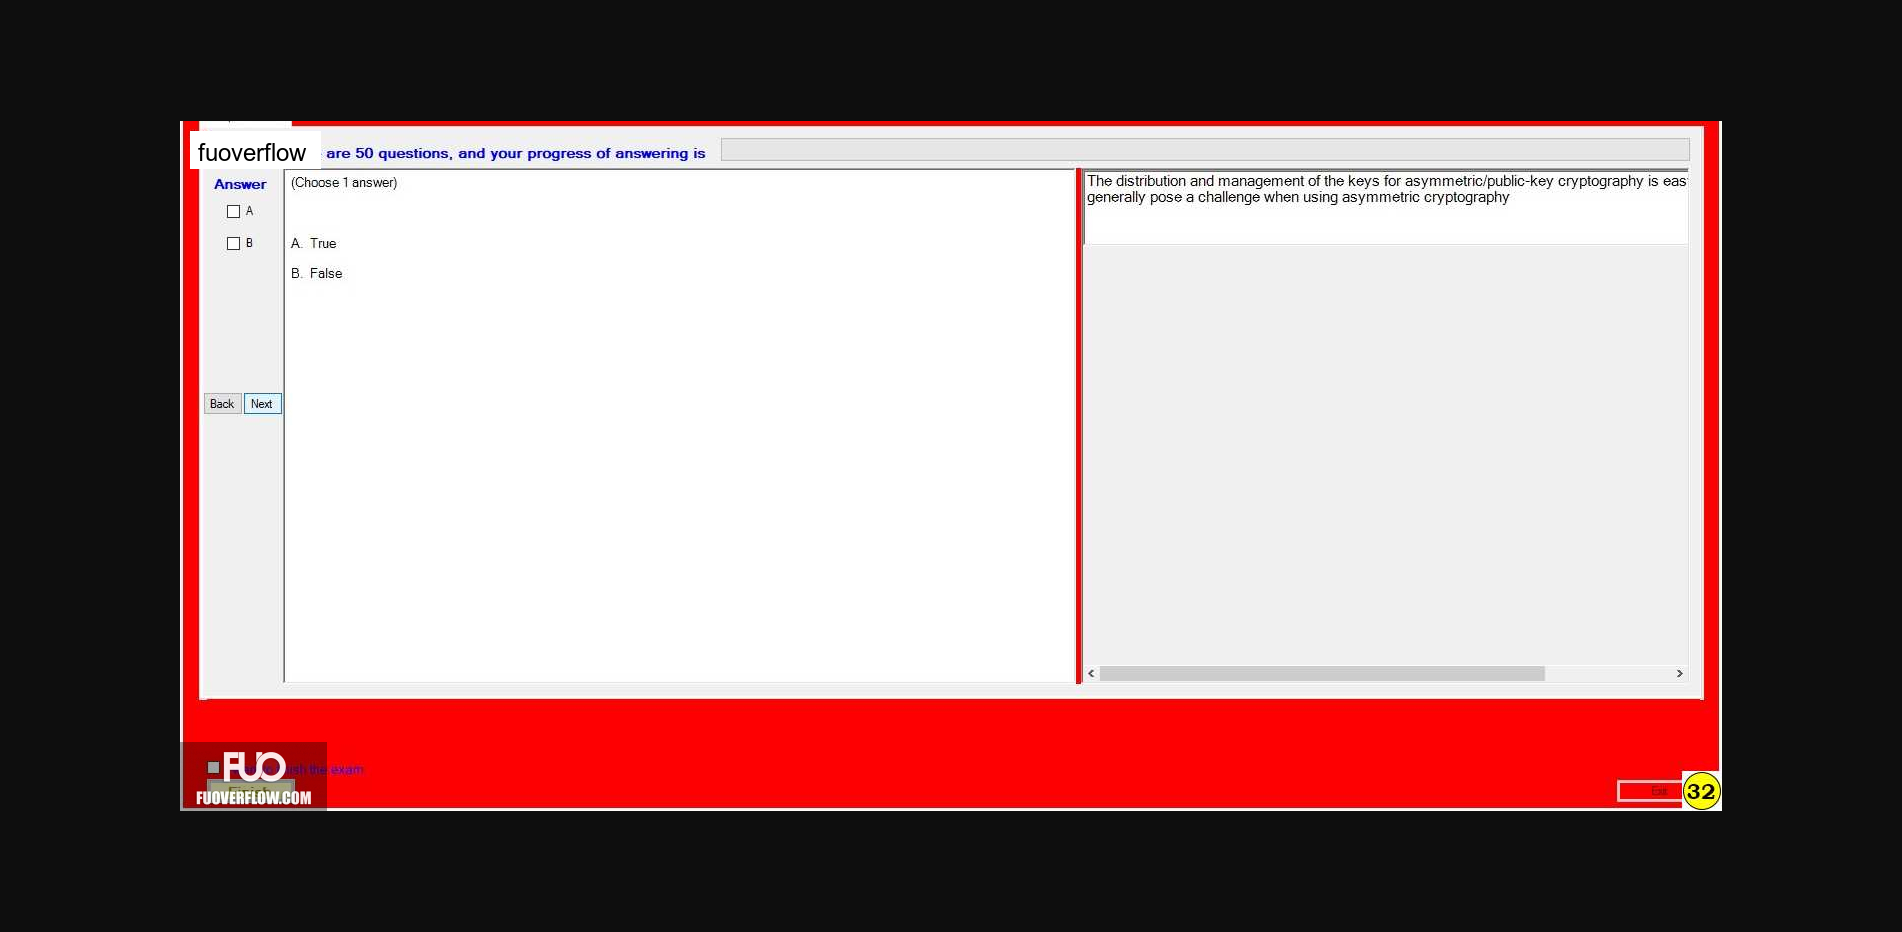 fuoverflow
are 50 questions, and your progress of answering is
Answer
A
B
Back
Next
(Choose 1 answer)
A. True
B. False
The distribution and management of the keys for asymmetric/public-key cryptography is eas
generally pose a challenge when using asymmetric cryptography
the exam
FUO
FUOVERFLOW.COM
Exit
32